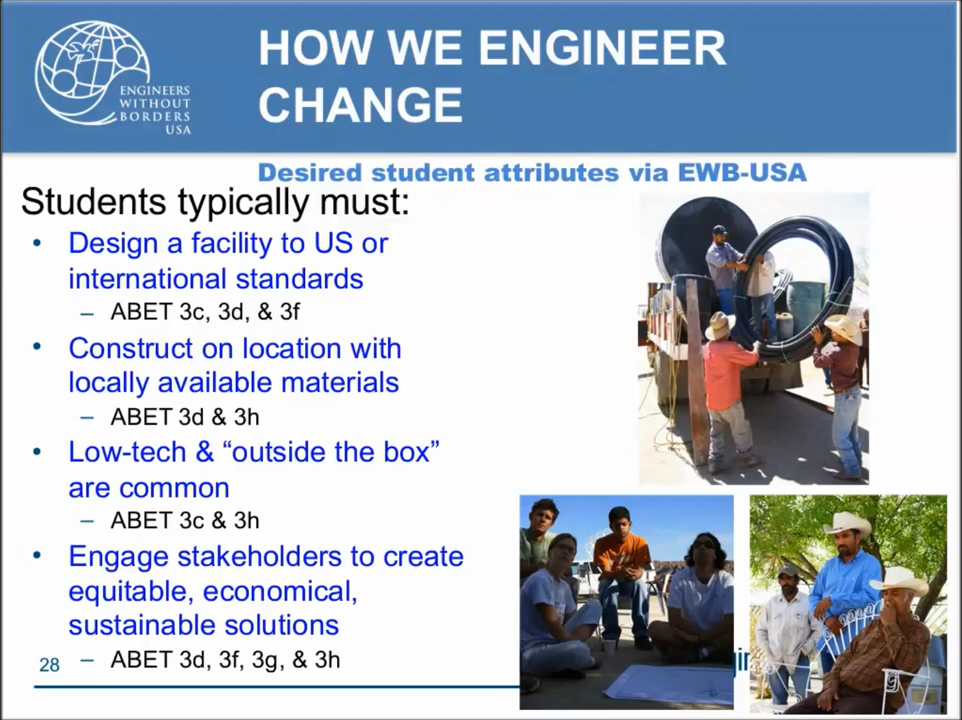 ENGINEERS
WITHOUT
BORDERS
USA
HOW WE ENGINEER
CHANGE
Desired student attributes via EWB-USA
Students typically must:
• Design a facility to US or
international standards
– ABET 3c, 3d, & 3f
• Construct on location with
locally available materials
– ABET 3d & 3h
• Low-tech & “outside the box”
are common
– ABET 3c & 3h
• Engage stakeholders to create
equitable, economical,
sustainable solutions
– ABET 3d, 3f, 3g, & 3h
28